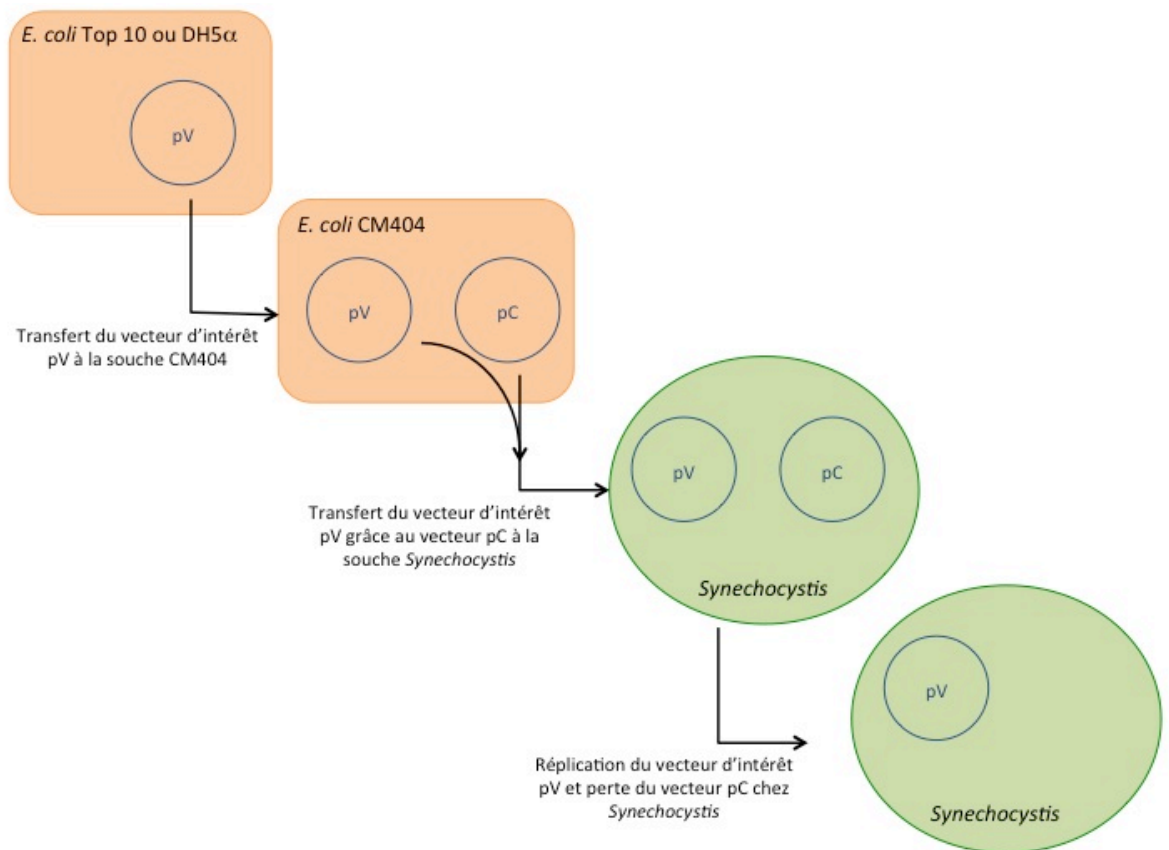 E. coli Top 10 ou DH5α
pV
E. coli CM404
pV
pC
Transfert du vecteur d’intérêt
pV à la souche CM404
pV
pC
Synechocystis
Transfert du vecteur d’intérêt
pV grâce au vecteur pC à la
souche Synechocystis
pV
Synechocystis
Réplication du vecteur d’intérêt
pV et perte du vecteur pC chez
Synechocystis